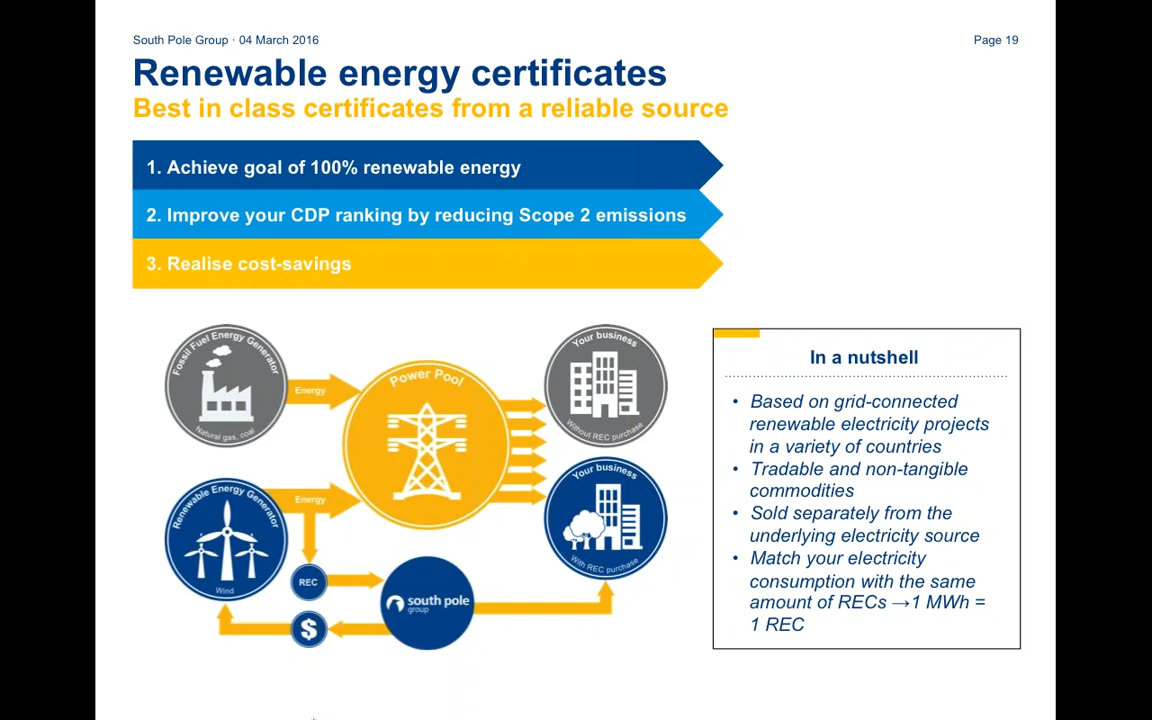 South Pole Group · 04 March 2016
Page 19
Renewable energy certificates
Best in class certificates from a reliable source
1. Achieve goal of 100% renewable energy
2. Improve your CDP ranking by reducing Scope 2 emissions
3. Realise cost-savings
Fossil Fuel Energy Generator
Natural gas, coal
Energy
Power Pool
Your business
Without REC purchase
Renewable Energy Generator
Wind
Energy
REC
$
south pole
group
Your business
With REC purchase
In a nutshell
• Based on grid-connected
renewable electricity projects
in a variety of countries
• Tradable and non-tangible
commodities
• Sold separately from the
underlying electricity source
• Match your electricity
consumption with the same
amount of RECs →1 MWh =
1 REC